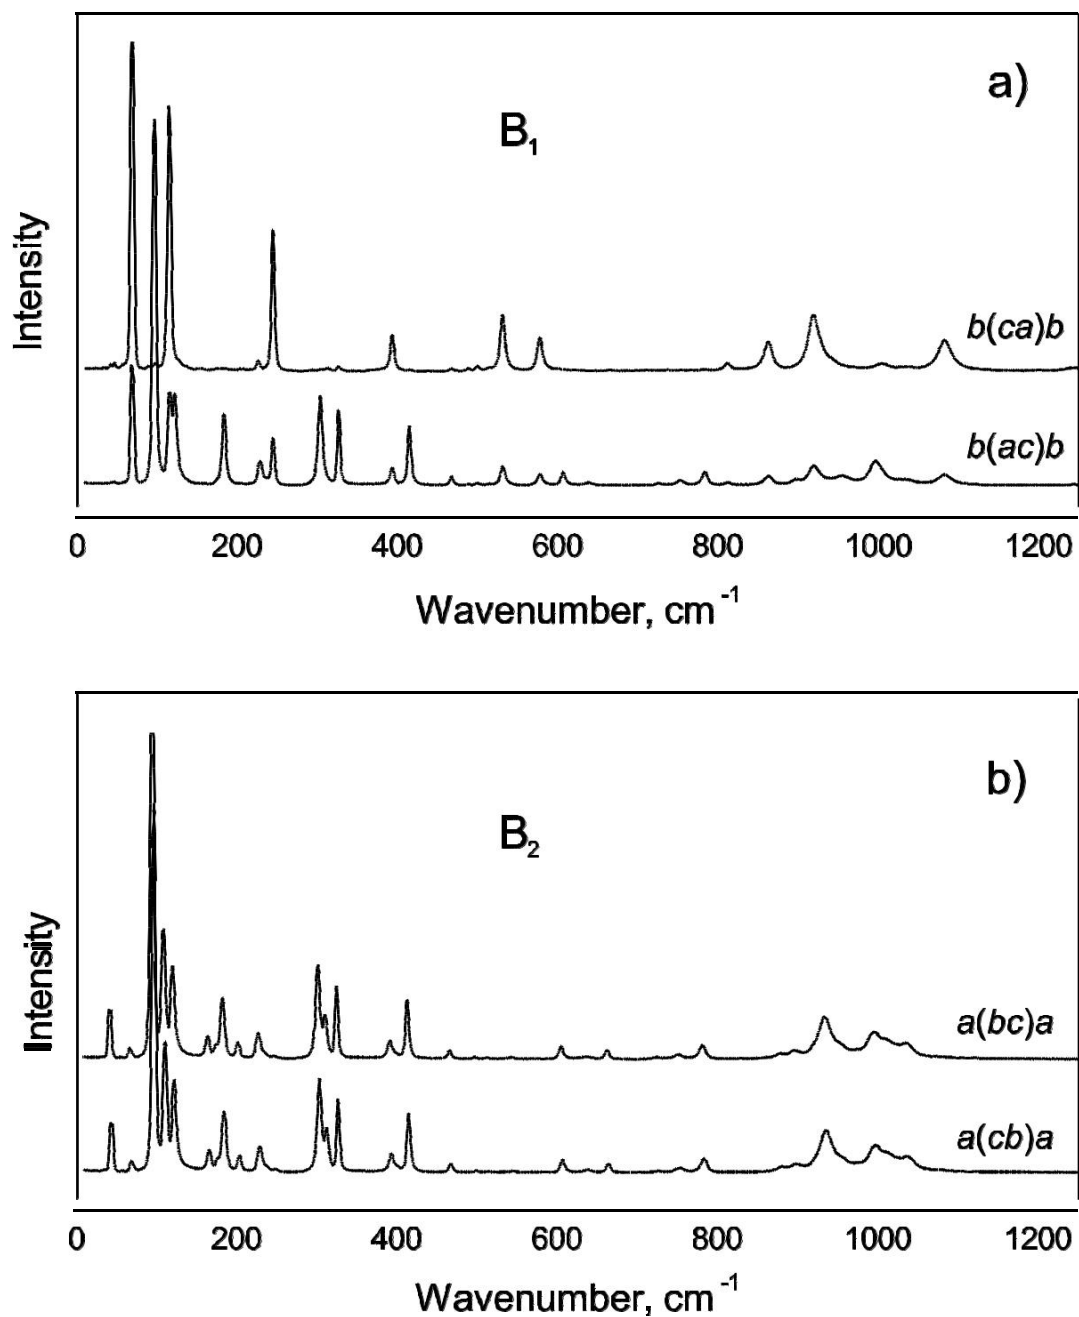 a)
B₁
Intensity
b(ca)b
b(ac)b
0 200 400 600 800 1000 1200
Wavenumber, cm⁻¹
b)
B₂
Intensity
a(bc)a
a(cb)a
0 200 400 600 800 1000 1200
Wavenumber, cm⁻¹